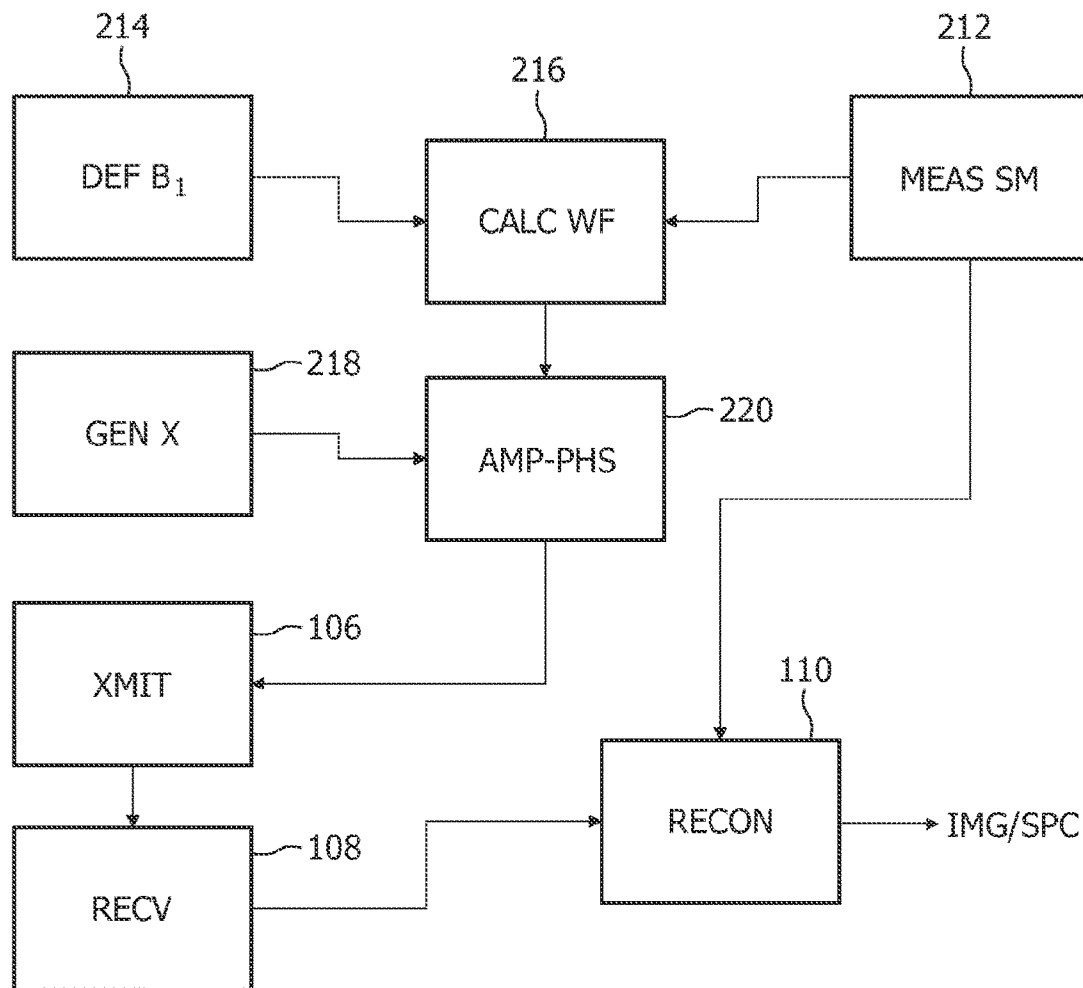 214
212
216
DEF B₁
CALC WF
MEAS SM
218
GEN X
220
AMP-PHS
106
XMIT
110
RECON
IMG/SPC
108
RECV